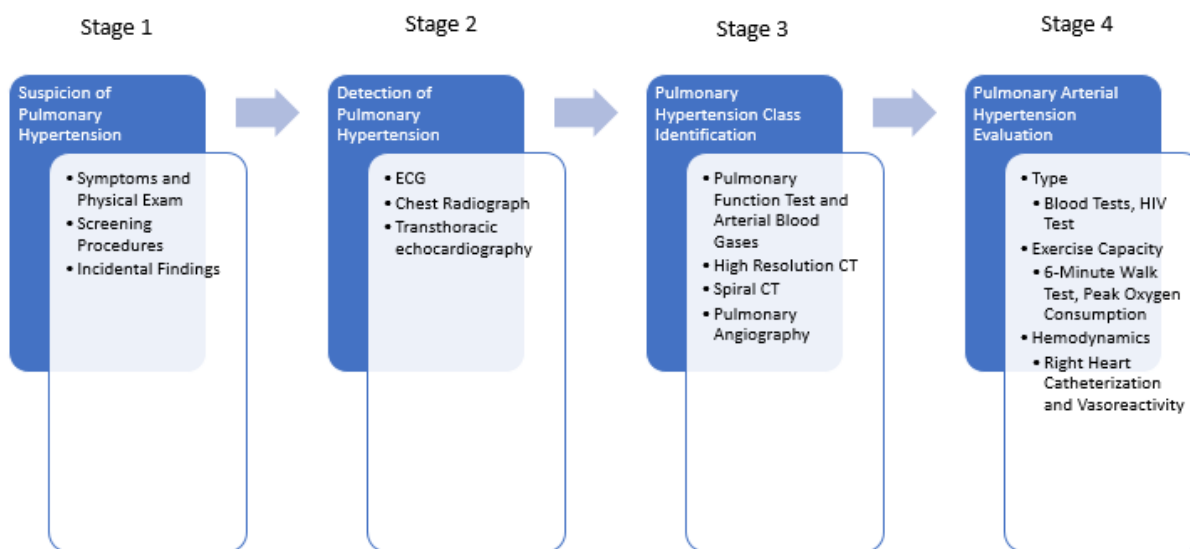 Stage 1
Suspicion of
Pulmonary
Hypertension
• Symptoms and
Physical Exam
• Screening
Procedures
• Incidental Findings
Stage 2
Detection of
Pulmonary
Hypertension
• ECG
• Chest Radiograph
• Transthoracic
echocardiography
Stage 3
Pulmonary
Hypertension Class
Identification
• Pulmonary
Function Test and
Arterial Blood
Gases
• High Resolution CT
• Spiral CT
• Pulmonary
Angiography
Stage 4
Pulmonary Arterial
Hypertension
Evaluation
• Type
• Blood Tests, HIV
Test
• Exercise Capacity
• 6-Minute Walk
Test, Peak Oxygen
Consumption
• Hemodynamics
• Right Heart
Catheterization
and Vasoreactivity